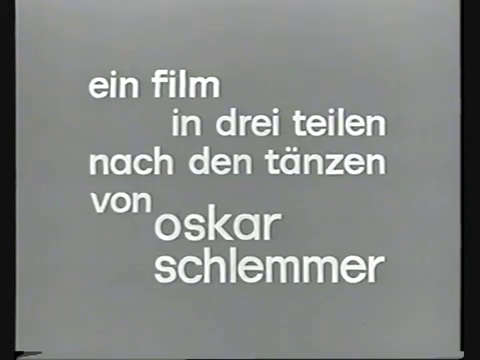 ein film
in drei teilen
nach den tänzen
von
oskar
schlemmer